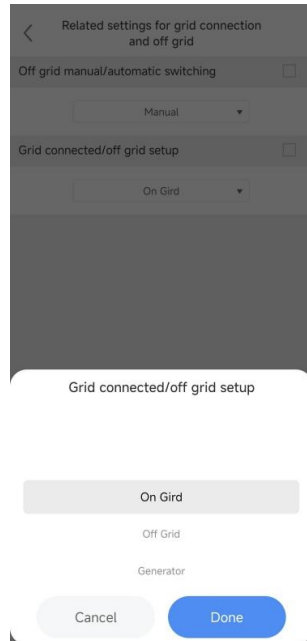 Related settings for grid connection
and off grid
Off grid manual/automatic switching
Manual
Grid connected/off grid setup
On Gird
Grid connected/off grid setup
On Gird
Off Grid
Generator
Cancel Done